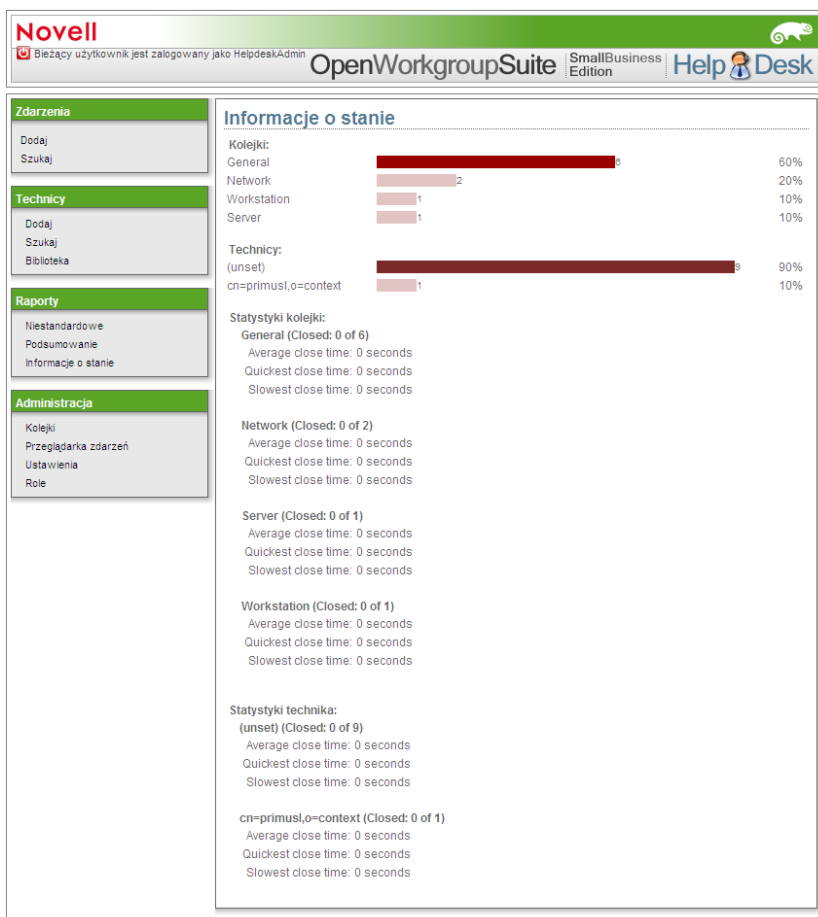 Novell
Bieżący użytkownik jest zalogowany jako HelpdeskAdmin
OpenWorkgroupSuite SmallBusiness Edition HelpDesk
Zdarzenia
Dodaj
Szukaj
Technicy
Dodaj
Szukaj
Biblioteka
Raporty
Niestandardowe
Podsumowanie
Informacje o stanie
Administracja
Kolejki
Przeglądarka zdarzeń
Ustawienia
Role
Informacje o stanie
Kolejki:
General 6 60%
Network 2 20%
Workstation 1 10%
Server 1 10%
Technicy:
(unset) 9 90%
cn=primusl,o=context 1 10%
Statystyki kolejki:
General (Closed: 0 of 6)
Average close time: 0 seconds
Quickest close time: 0 seconds
Slowest close time: 0 seconds
Network (Closed: 0 of 2)
Average close time: 0 seconds
Quickest close time: 0 seconds
Slowest close time: 0 seconds
Server (Closed: 0 of 1)
Average close time: 0 seconds
Quickest close time: 0 seconds
Slowest close time: 0 seconds
Workstation (Closed: 0 of 1)
Average close time: 0 seconds
Quickest close time: 0 seconds
Slowest close time: 0 seconds
Statystyki technika:
(unset) (Closed: 0 of 9)
Average close time: 0 seconds
Quickest close time: 0 seconds
Slowest close time: 0 seconds
cn=primusl,o=context (Closed: 0 of 1)
Average close time: 0 seconds
Quickest close time: 0 seconds
Slowest close time: 0 seconds